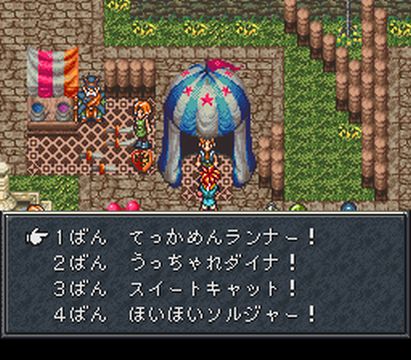 1ばん てっかめんランナー！
2ばん うっちゃれダイナ！
3ばん スイートキャット！
4ばん ほいほいソルジャー！